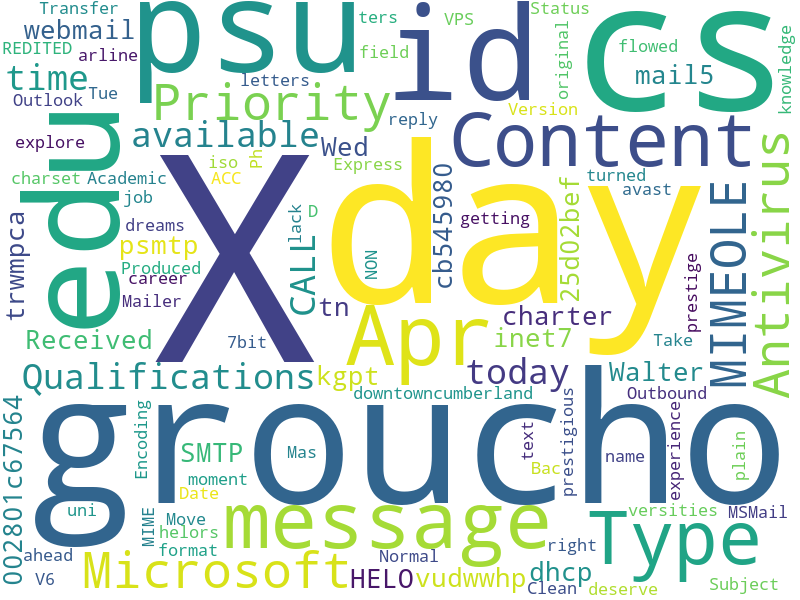 Transfer
webmail
REDITED
arline
time
Outlook
Tue
psu
ters
VPS
id
Status
field
letters
original
cs
flowed
mail5
knowledge
Priority
reply
Version
explore
edu
available
Wed
Content
Antivirus
charset
Academic
iso
ACC
Ph
Express
turned
avast
job
X
day
cb545980
getting
25d02bef
MIMEOLE
trwmpca
dreams
psmtp
Produced
career
Mailer
CALL
lack
D
NON
tn
charter
prestige
Received
7bit
Apr
inet7
Take
Qualifications
kgpt
today
Walter
downtowncumberland
Outbound
002801c67564
groucho
Encoding
SMTP
Mas
moment
Date
text
Bac
prestigious
name
experience
plain
uni
MIME
Move
helors
format
message
Type
versities
MSMail
ahead
V6
Microsoft
Normal
HELO
vudwwhp
right
dhcp
Clean
deserve
Subject